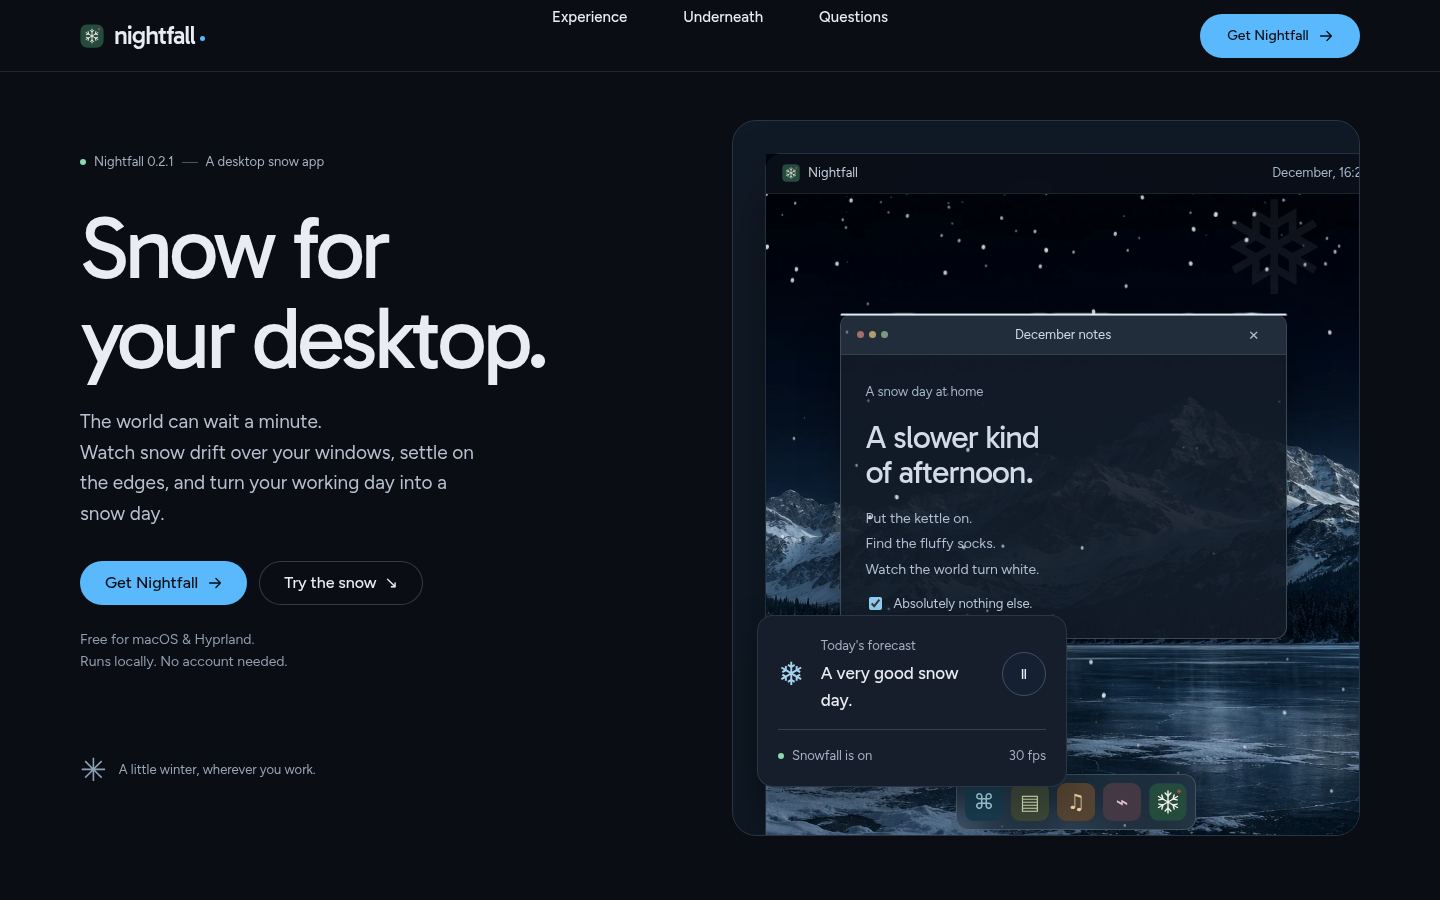 nightfall
Experience
Underneath
Questions
Get Nightfall →
Nightfall 0.2.1 — A desktop snow app
Snow for
your desktop.
The world can wait a minute.
Watch snow drift over your windows, settle on
the edges, and turn your working day into a
snow day.
Get Nightfall →
Try the snow ↘
Free for macOS & Hyprland.
Runs locally. No account needed.
A little winter, wherever you work.
Nightfall
December, 16:2
December notes ×
A snow day at home
A slower kind
of afternoon.
Put the kettle on.
Find the fluffy socks.
Watch the world turn white.
Absolutely nothing else.
Today's forecast
A very good snow
day.
Snowfall is on
30 fps